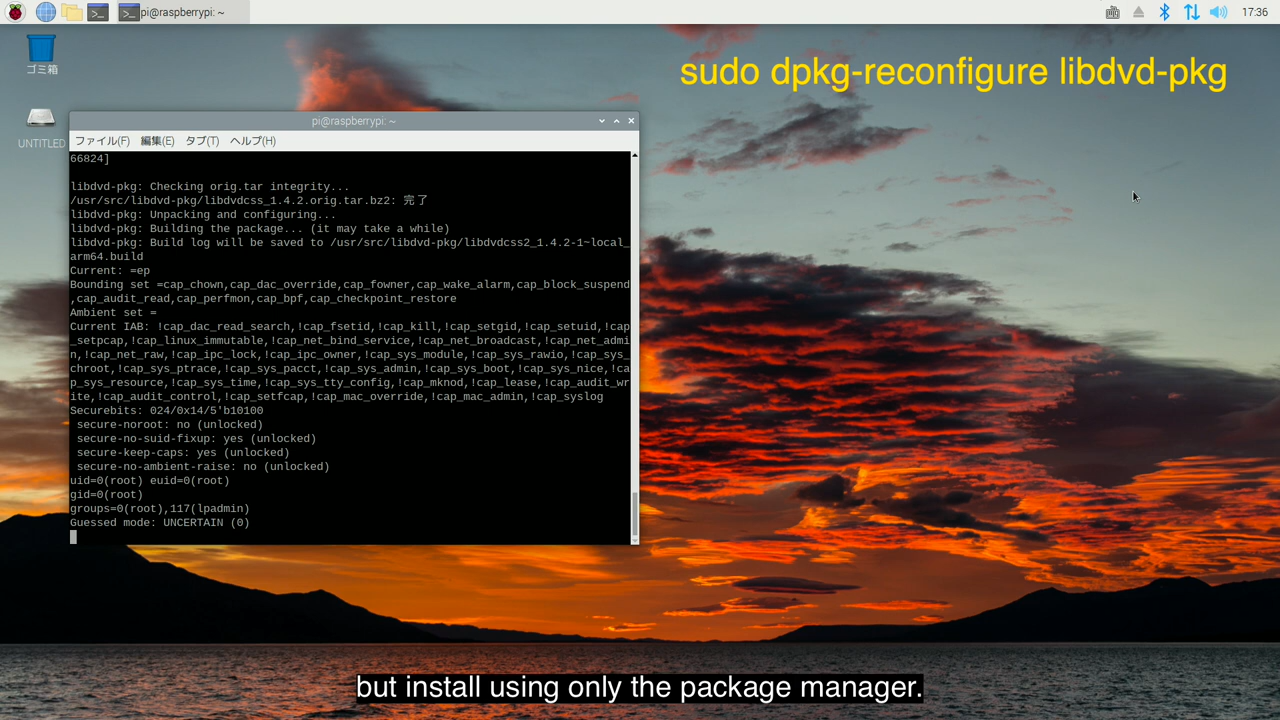 pi@raspberrypi: ~
17:36
ゴミ箱
UNTITLED
sudo dpkg-reconfigure libdvd-pkg
pi@raspberrypi: ~
ファイル(F) 編集(E) タブ(T) ヘルプ(H)
66824]
libdvd-pkg: Checking orig.tar integrity...
/usr/src/libdvd-pkg/libdvdcss_1.4.2.orig.tar.bz2: 完了
libdvd-pkg: Unpacking and configuring...
libdvd-pkg: Building the package... (it may take a while)
libdvd-pkg: Build log will be saved to /usr/src/libdvd-pkg/libdvdcss2_1.4.2-1~local_
arm64.build
Current: =ep
Bounding set =cap_chown,cap_dac_override,cap_fowner,cap_wake_alarm,cap_block_suspend
,cap_audit_read,cap_perfmon,cap_bpf,cap_checkpoint_restore
Ambient set =
Current IAB: !cap_dac_read_search,!cap_fsetid,!cap_kill,!cap_setgid,!cap_setuid,!cap
_setpcap,!cap_linux_immutable,!cap_net_bind_service,!cap_net_broadcast,!cap_net_admi
n,!cap_net_raw,!cap_ipc_lock,!cap_ipc_owner,!cap_sys_module,!cap_sys_rawio,!cap_sys_
chroot,!cap_sys_ptrace,!cap_sys_pacct,!cap_sys_admin,!cap_sys_boot,!cap_sys_nice,!ca
p_sys_resource,!cap_sys_time,!cap_sys_tty_config,!cap_mknod,!cap_lease,!cap_audit_wr
ite,!cap_audit_control,!cap_setfcap,!cap_mac_override,!cap_mac_admin,!cap_syslog
Securebits: 024/0x14/5'b10100
secure-noroot: no (unlocked)
secure-no-suid-fixup: yes (unlocked)
secure-keep-caps: yes (unlocked)
secure-no-ambient-raise: no (unlocked)
uid=0(root) euid=0(root)
gid=0(root)
groups=0(root),117(lpadmin)
Guessed mode: UNCERTAIN (0)
but install using only the package manager.